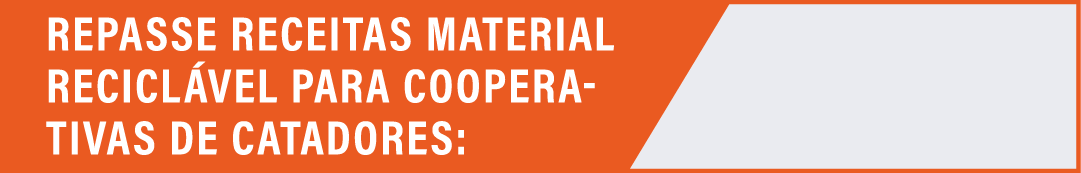 REPASSE RECEITAS MATERIAL
RECICLÁVEL PARA COOPERA-
TIVAS DE CATADORES: